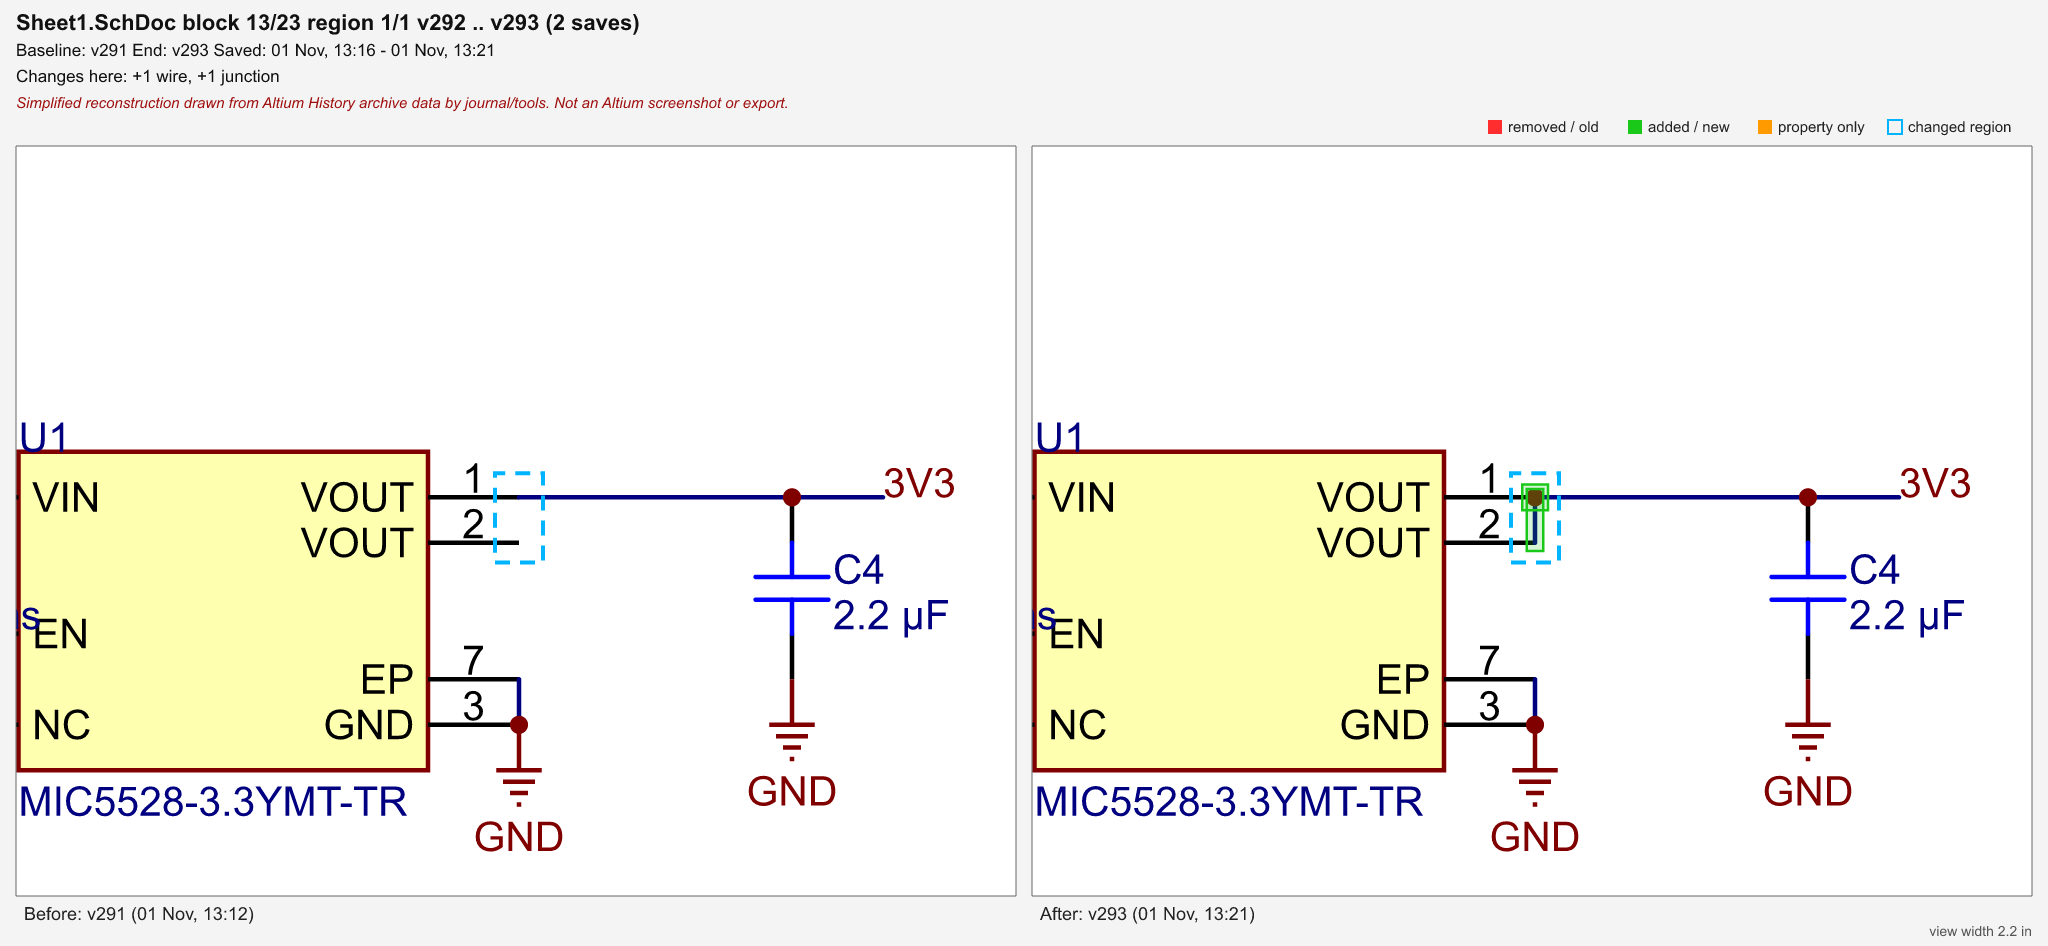 Sheet1.SchDoc block 13/23 region 1/1 v292 .. v293 (2 saves)
Baseline: v291 End: v293 Saved: 01 Nov, 13:16 - 01 Nov, 13:21
Changes here: +1 wire, +1 junction
Simplified reconstruction drawn from Altium History archive data by journal/tools. Not an Altium screenshot or export.
removed / old
added / new
property only
changed region
U1
VIN
VOUT
1
VOUT
2
3V3
C4
2.2 µF
s
EN
EP
7
NC
GND
3
MIC5528-3.3YMT-TR
GND
GND
U1
VIN
VOUT
1
VOUT
2
3V3
C4
2.2 µF
s
EN
EP
7
NC
GND
3
MIC5528-3.3YMT-TR
GND
GND
Before: v291 (01 Nov, 13:12)
After: v293 (01 Nov, 13:21)
view width 2.2 in